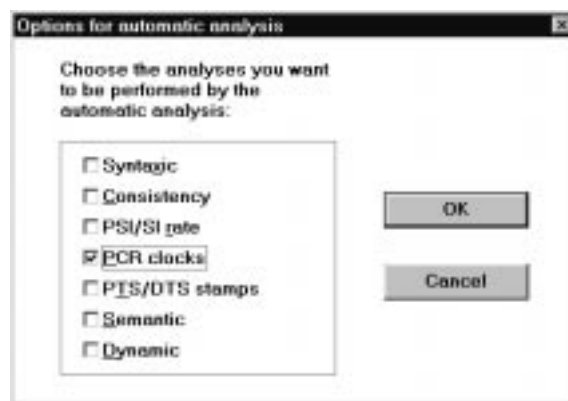 Options for automatic analysis
Choose the analyses you want
to be performed by the
automatic analysis:
Syntaxic
Consistency
PSI/SI rate
PCR clocks
PTS/DTS stamps
Semantic
Dynamic
OK
Cancel